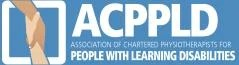 ACPPLD
ASSOCIATION OF CHARTERED PHYSIOTHERAPISTS FOR
PEOPLE WITH LEARNING DISABILITIES